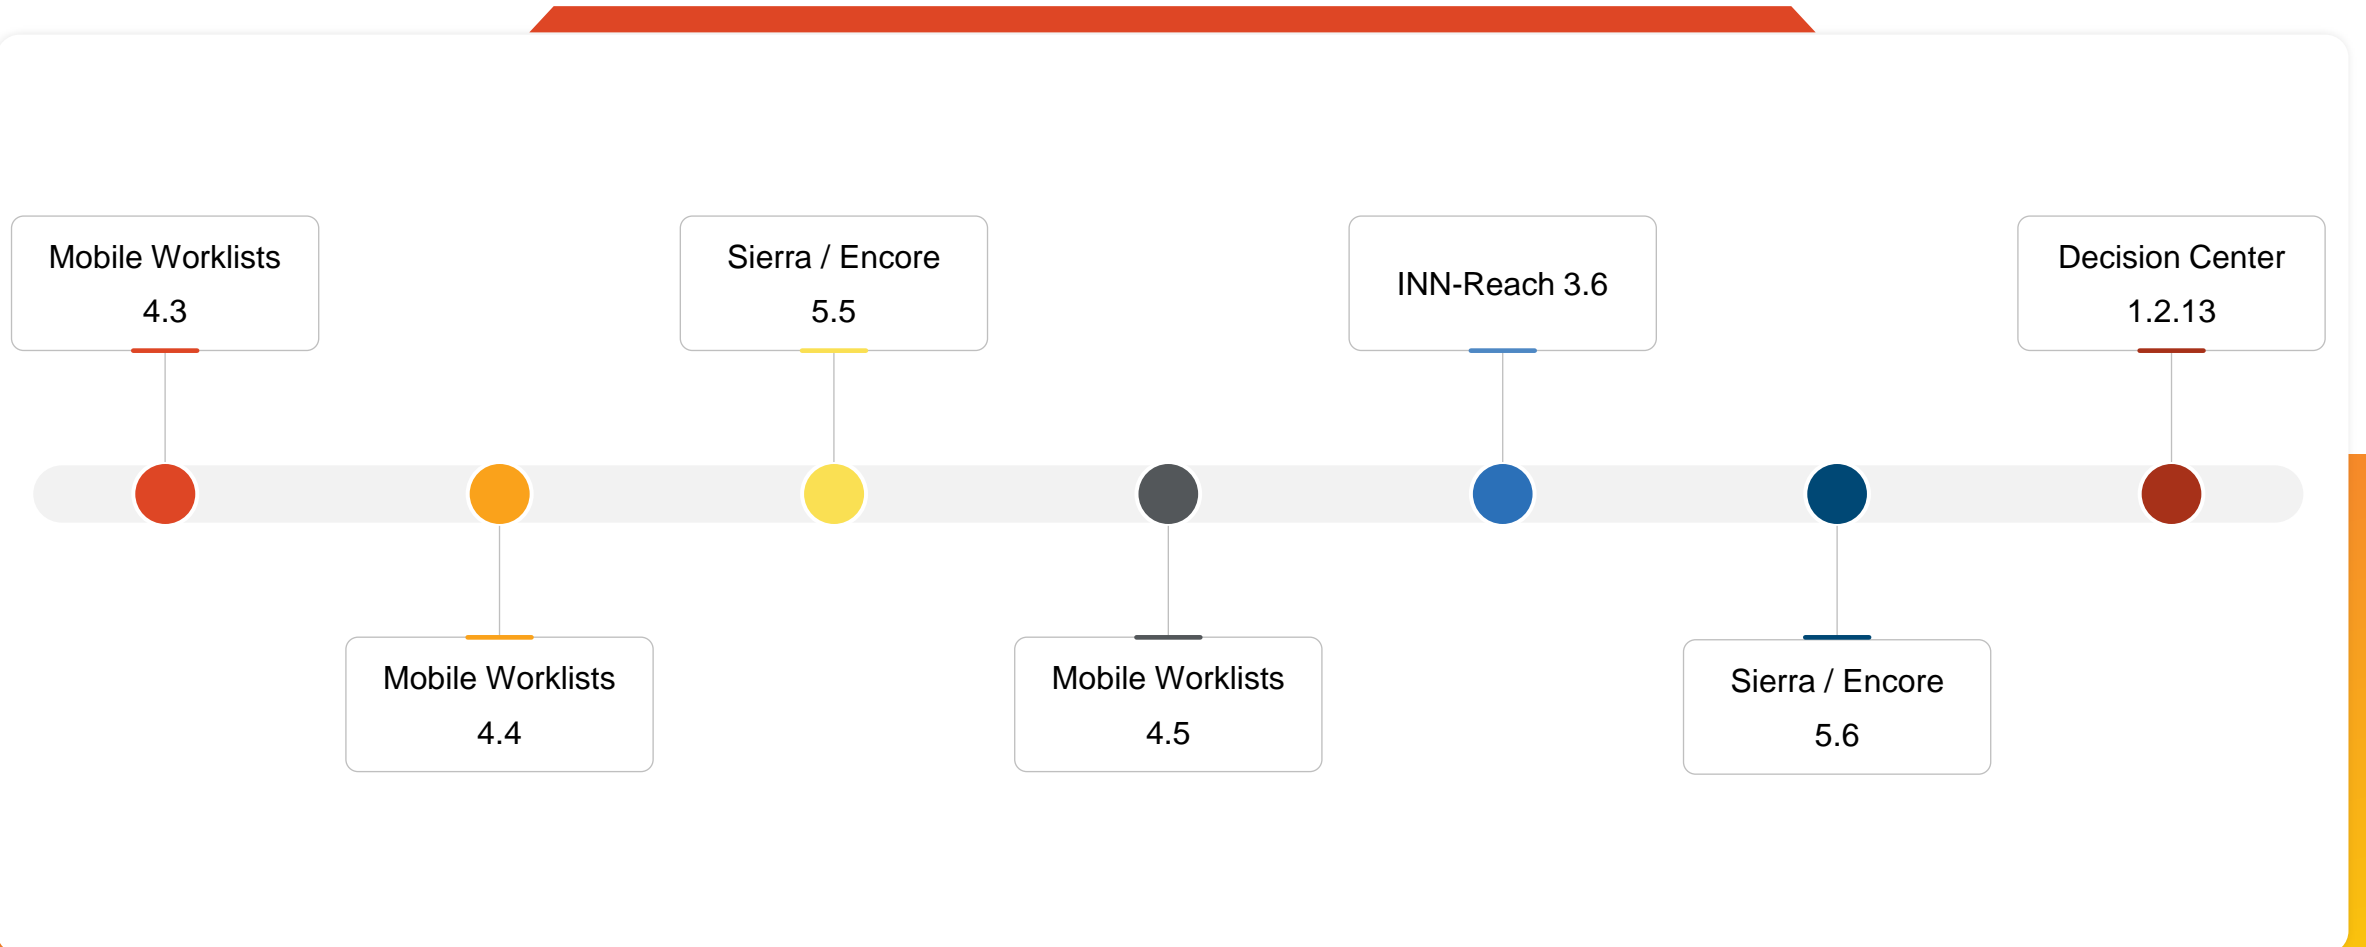 Mobile Worklists
4.3
Mobile Worklists
4.4
Sierra / Encore
5.5
Mobile Worklists
4.5
INN-Reach 3.6
Sierra / Encore
5.6
Decision Center
1.2.13